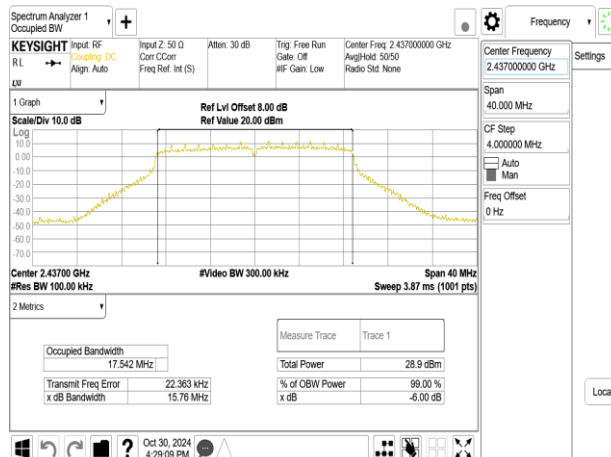 Spectrum Analyzer 1
Occupied BW
Frequency
KEYSIGHT
RL
Input: RF
Coupling: DC
Align: Auto
Input Z: 50 Ω
Corr CCorr
Freq Ref: Int (S)
Atten: 30 dB
Trig: Free Run
Gate: Off
#IF Gain: Low
Center Freq: 2.437000000 GHz
Avg|Hold: 50/50
Radio Std: None
Center Frequency
2.437000000 GHz
Settings
Span
40.000 MHz
CF Step
4.000000 MHz
Auto
Man
Freq Offset
0 Hz
1 Graph
Scale/Div 10.0 dB
Ref Lvl Offset 8.00 dB
Ref Value 20.00 dBm
Log
10.0
0.00
-10.0
-20.0
-30.0
-40.0
-50.0
-60.0
-70.0
Center 2.43700 GHz
#Video BW 300.00 kHz
Span 40 MHz
#Res BW 100.00 kHz
Sweep 3.87 ms (1001 pts)
2 Metrics
Measure Trace Trace 1
Occupied Bandwidth
17.542 MHz
Total Power 28.9 dBm
Transmit Freq Error 22.363 kHz
% of OBW Power 99.00 %
x dB Bandwidth 15.76 MHz
x dB -6.00 dB
Loca
Oct 30, 2024
4:29:09 PM